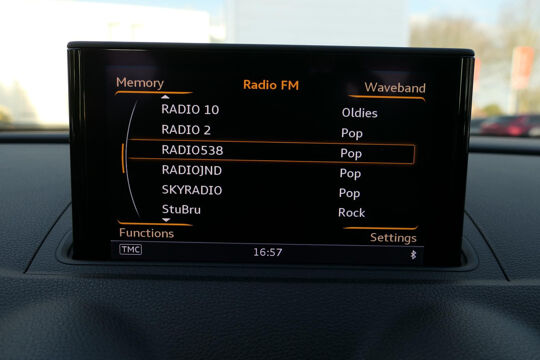 Memory Radio FM Waveband
RADIO 10 Oldies
RADIO 2 Pop
RADIO538 Pop
RADIOJND Pop
SKYRADIO Pop
StuBru Rock
Functions Settings
TMC 16:57